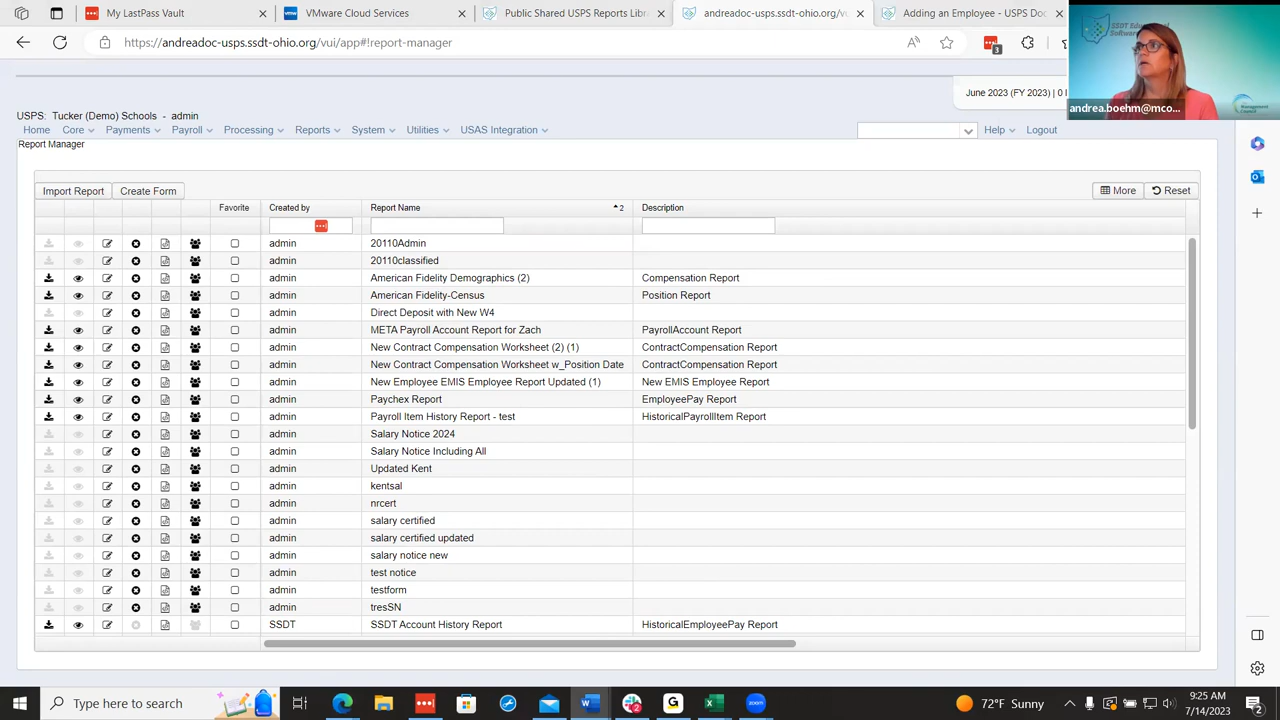 My LastPass Vault
VMware Cloud Services
Public Shared USPS Reports Libr
andreadoc-usps.ssdt-ohio.org/vu
Adding an Employee - USPS Doc
https://andreadoc-usps.ssdt-ohio.org/vui/app#!report-manager
3
andrea.boehm@mco...
June 2023 (FY 2023) | 0
USPS: Tucker (Demo) Schools - admin
Home Core Payments Payroll Processing Reports System Utilities USAS Integration Help Logout
Report Manager
Import Report Create Form More Reset
Favorite Created by Report Name 2 Description
admin 20110Admin
admin 20110classified
admin American Fidelity Demographics (2) Compensation Report
admin American Fidelity-Census Position Report
admin Direct Deposit with New W4
admin META Payroll Account Report for Zach PayrollAccount Report
admin New Contract Compensation Worksheet (2) (1) ContractCompensation Report
admin New Contract Compensation Worksheet w_Position Date ContractCompensation Report
admin New Employee EMIS Employee Report Updated (1) New EMIS Employee Report
admin Paychex Report EmployeePay Report
admin Payroll Item History Report - test HistoricalPayrollItem Report
admin Salary Notice 2024
admin Salary Notice Including All
admin Updated Kent
admin kentsal
admin nrcert
admin salary certified
admin salary certified updated
admin salary notice new
admin test notice
admin testform
admin tresSN
SSDT SSDT Account History Report HistoricalEmployeePay Report
Type here to search
72°F Sunny
9:25 AM
7/14/2023
2